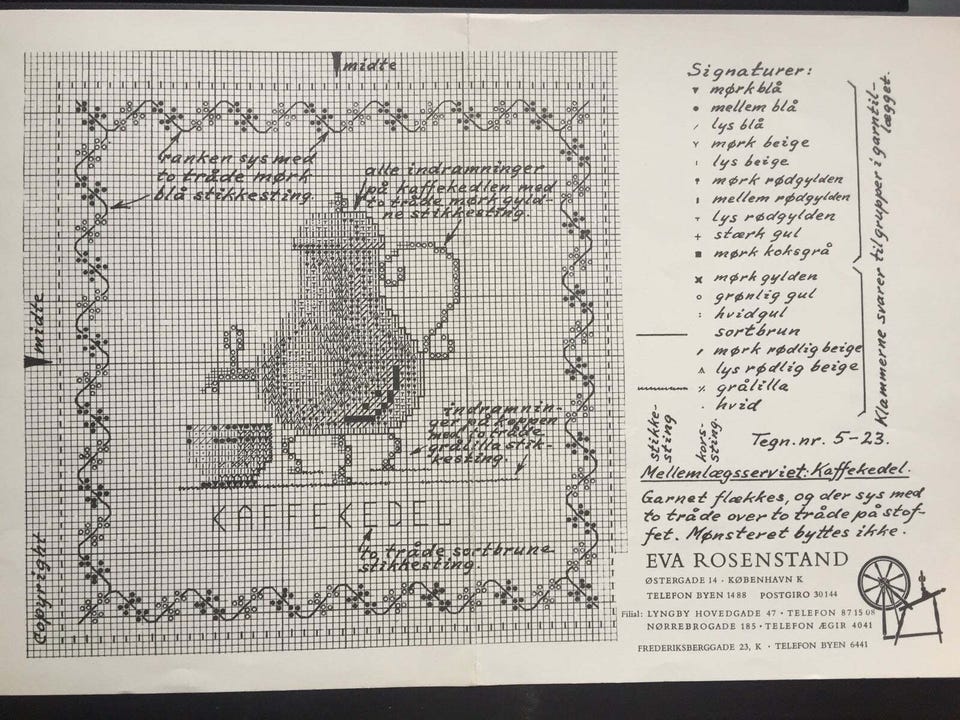 midte
ranken sys med
to tråde mørk
blå stikkesting.
alle indramninger
på kaffekedlen med
to tråde mørk gyld-
ne stikkesting.
midte
indramnin-
ger på koppen
med to tråde
grålilla stik-
kesting.
KAFFEKEDEL
to tråde sortbrune
stikkesting.
Copyright
Signaturer:
▼ mørkblå
● mellem blå
/ lys blå
Y mørk beige
ı lys beige
mørk rødgylden
mellem rødgylden
lys rødgylden
+ stærk gul
■ mørk koksgrå
x mørk gylden
o grønlig gul
: hvidgul
sortbrun
mørk rødlig beige
lys rødlig beige
grålilla
. hvid
Klammerne svarer til grupper i garntil-
lægget.
stikke-
sting
kors-
sting.
Tegn. nr. 5-23.
Mellemlægsserviet: Kaffekedel.
Garnet flækkes, og der sys med
to tråde over to tråde på stof-
fet. Mønsteret byttes ikke.
EVA ROSENSTAND
ØSTERGADE 14 · KØBENHAVN K
TELEFON BYEN 1488 POSTGIRO 30144
Filial: LYNGBY HOVEDGADE 47 · TELEFON 87 15 08
NØRREBROGADE 185 · TELEFON ÆGIR 4041
FREDERIKSBERGGADE 23, K · TELEFON BYEN 6441